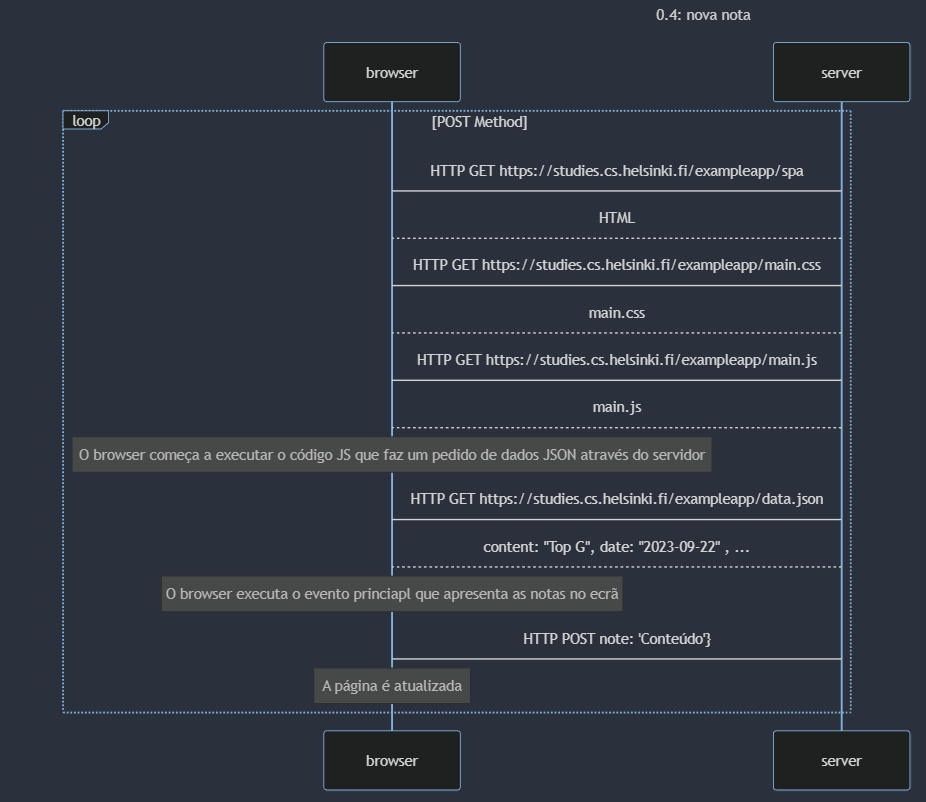 0.4: nova nota
browser
server
loop
[POST Method]
HTTP GET https://studies.cs.helsinki.fi/exampleapp/spa
HTML
HTTP GET https://studies.cs.helsinki.fi/exampleapp/main.css
main.css
HTTP GET https://studies.cs.helsinki.fi/exampleapp/main.js
main.js
O browser começa a executar o código JS que faz um pedido de dados JSON através do servidor
HTTP GET https://studies.cs.helsinki.fi/exampleapp/data.json
content: "Top G", date: "2023-09-22" , ...
O browser executa o evento princiapl que apresenta as notas no ecrã
HTTP POST note: 'Conteúdo'}
A página é atualizada
browser
server